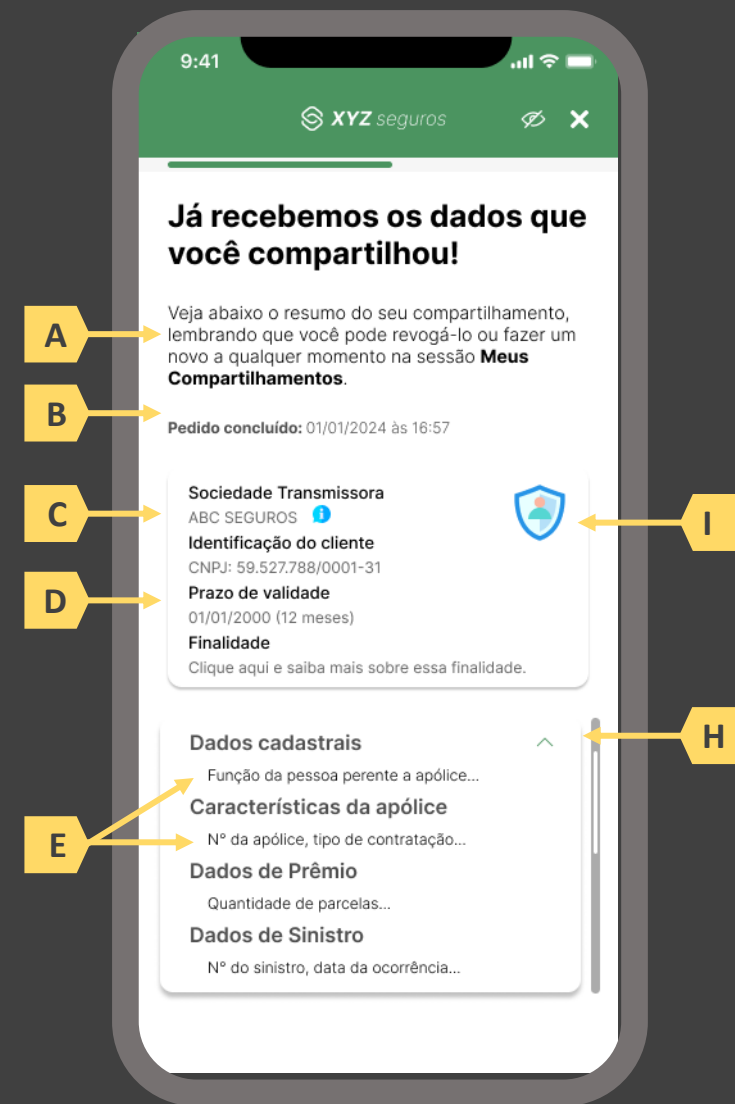 9:41
XYZ seguros
Já recebemos os dados que
você compartilhou!
A
Veja abaixo o resumo do seu compartilhamento,
lembrando que você pode revogá-lo ou fazer um
novo a qualquer momento na sessão Meus
Compartilhamentos.
B
Pedido concluído: 01/01/2024 às 16:57
C
Sociedade Transmissora
ABC SEGUROS i
I
Identificação do cliente
CNPJ: 59.527.788/0001-31
D
Prazo de validade
01/01/2000 (12 meses)
Finalidade
Clique aqui e saiba mais sobre essa finalidade.
H
Dados cadastrais
Função da pessoa perente a apólice...
Características da apólice
E
N° da apólice, tipo de contratação...
Dados de Prêmio
Quantidade de parcelas...
Dados de Sinistro
N° do sinistro, data da ocorrência...